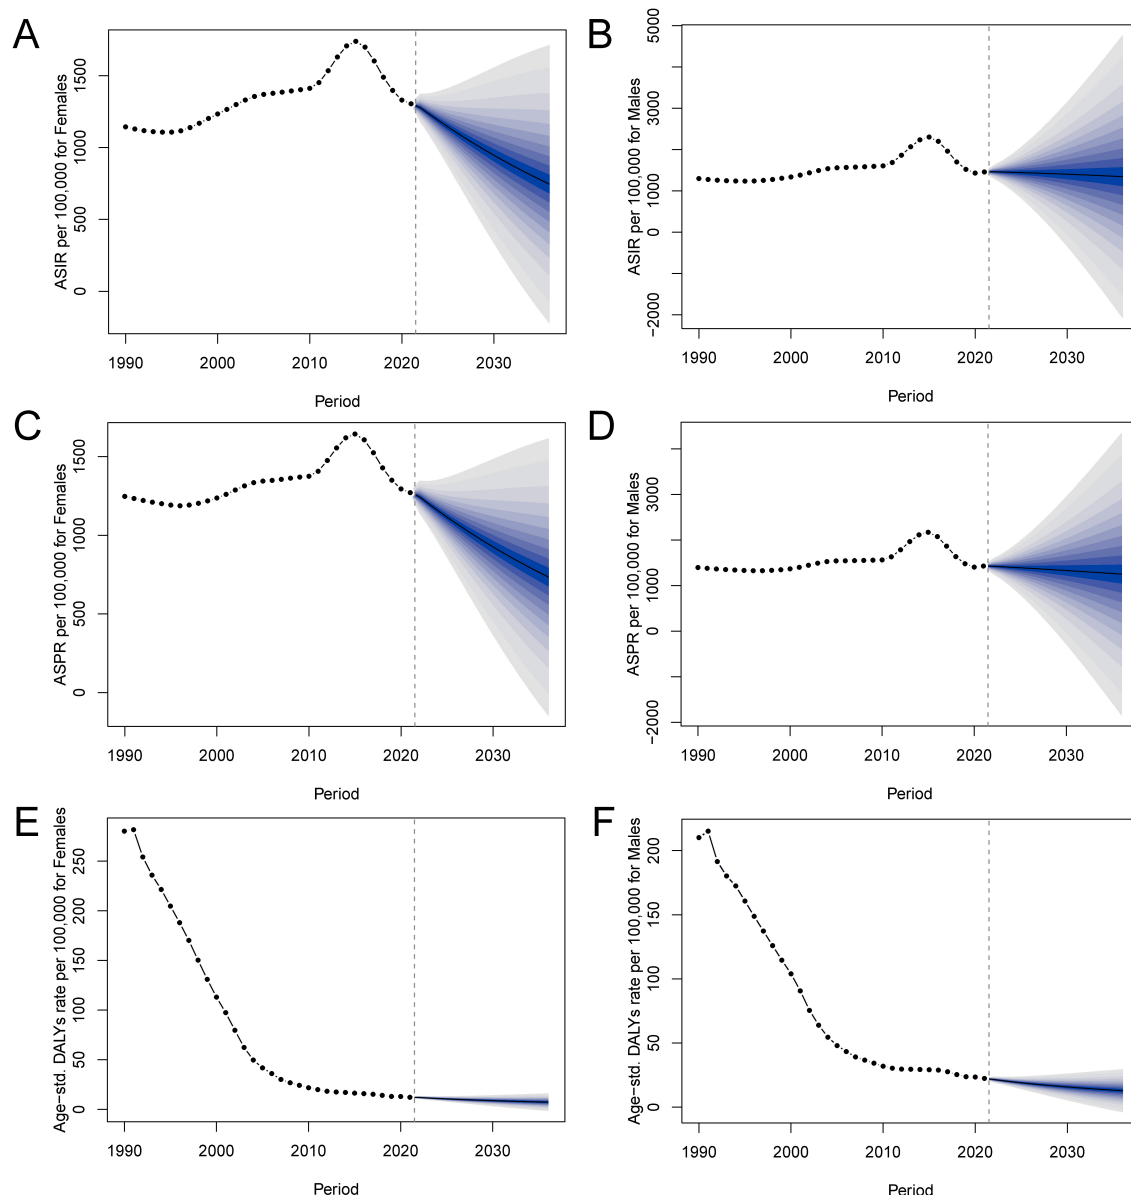 A
ASIR per 100,000 for Females
1500
1000
500
0
1990 2000 2010 2020 2030
Period
B
ASIR per 100,000 for Males
5000
3000
1000
0
−2000
1990 2000 2010 2020 2030
Period
C
ASPR per 100,000 for Females
1500
1000
500
0
1990 2000 2010 2020 2030
Period
D
ASPR per 100,000 for Males
3000
1000
0
−2000
1990 2000 2010 2020 2030
Period
E
Age−std. DALYs rate per 100,000 for Females
250
200
150
100
50
0
1990 2000 2010 2020 2030
Period
F
Age−std. DALYs rate per 100,000 for Males
200
150
100
50
0
1990 2000 2010 2020 2030
Period